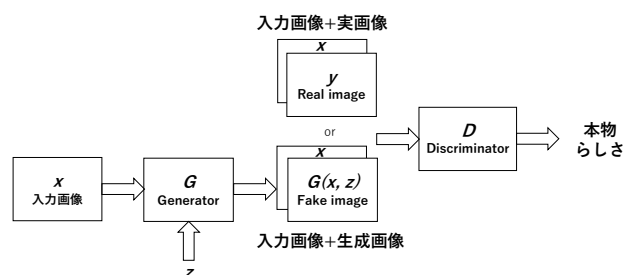 入力画像+実画像
x
y
Real image
or
x
G(x, z)
Fake image
入力画像+生成画像
x
入力画像
G
Generator
z
D
Discriminator
本物
らしさ